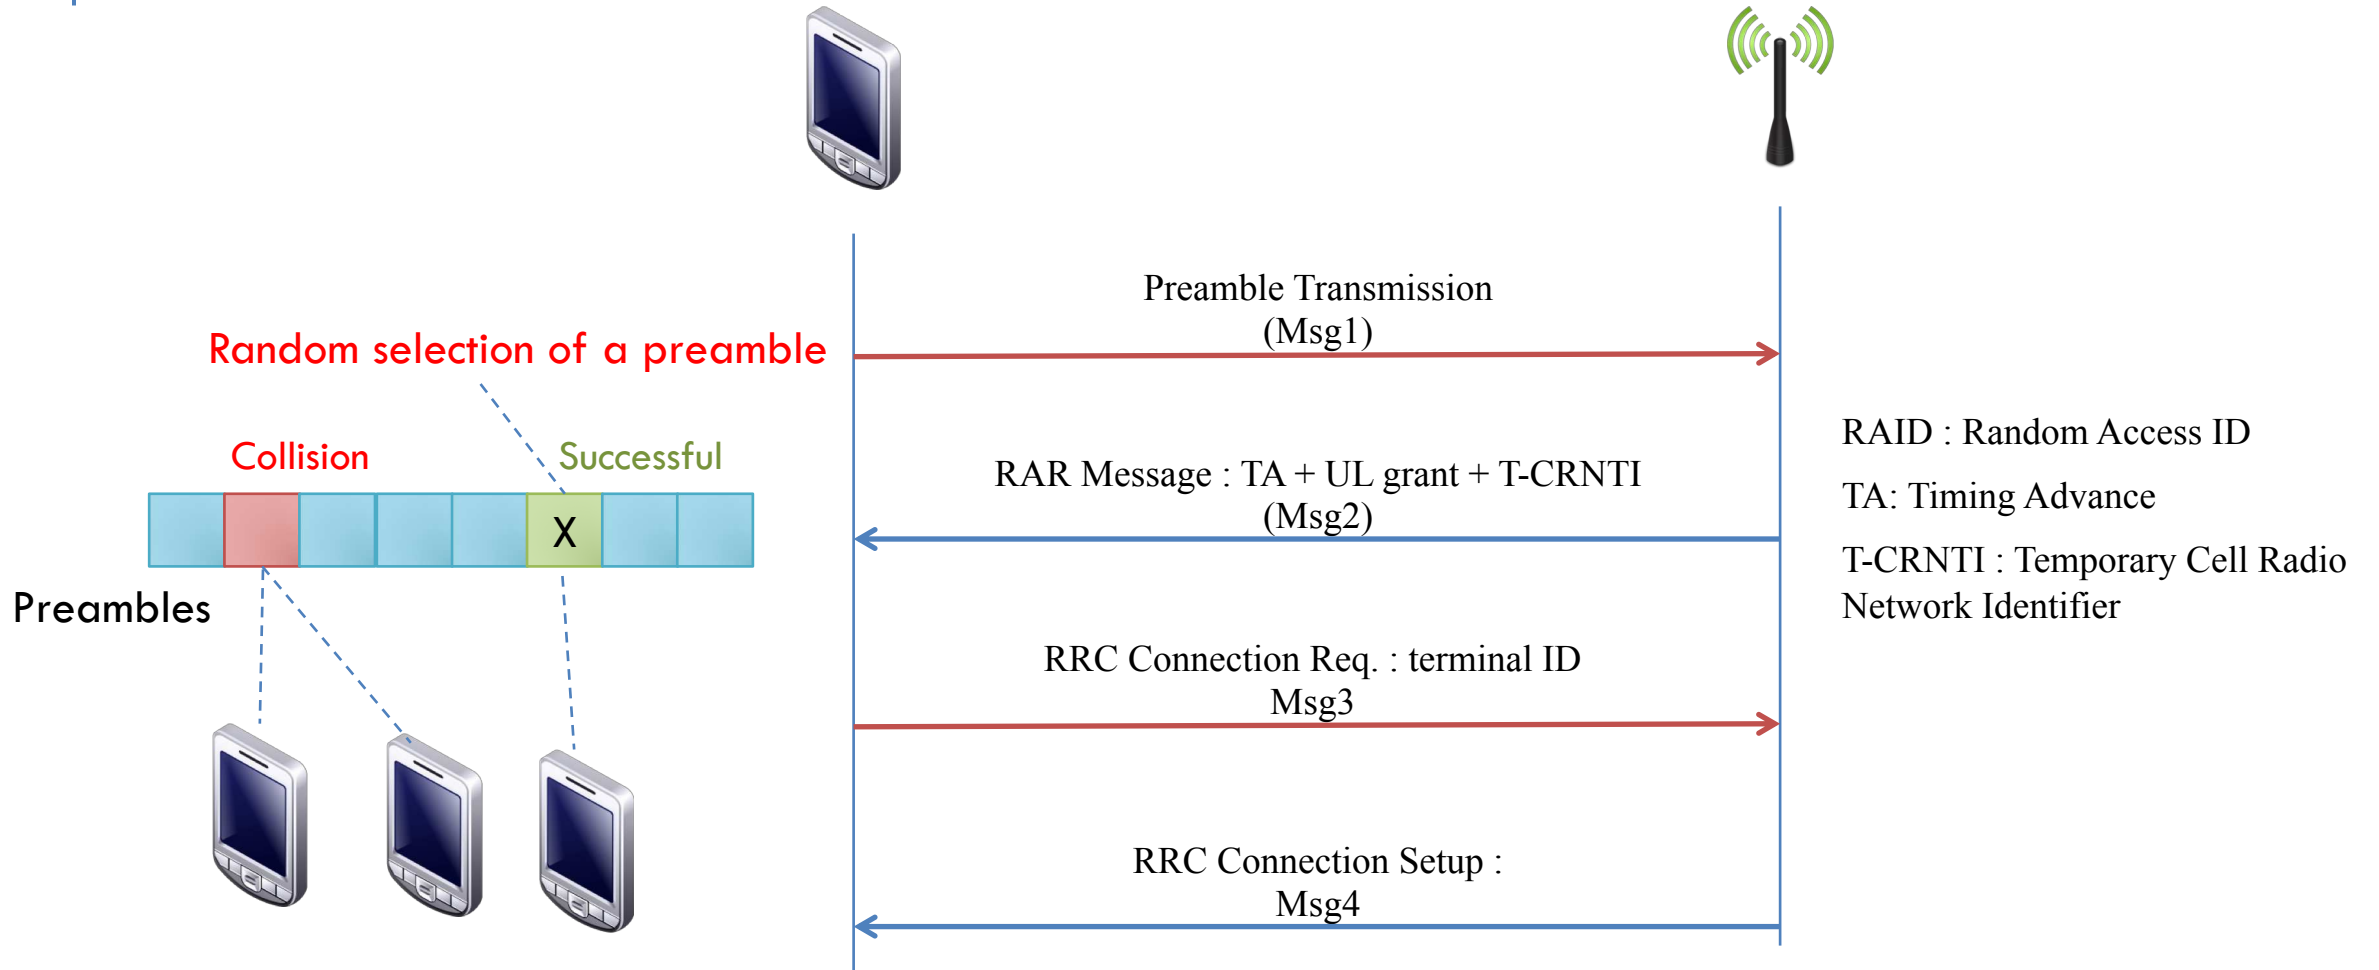 Preamble Transmission
(Msg1)
Random selection of a preamble
Collision
Successful
X
Preambles
RAR Message : TA + UL grant + T-CRNTI
(Msg2)
RRC Connection Req. : terminal ID
Msg3
RRC Connection Setup :
Msg4
RAID : Random Access ID
TA: Timing Advance
T-CRNTI : Temporary Cell Radio
Network Identifier